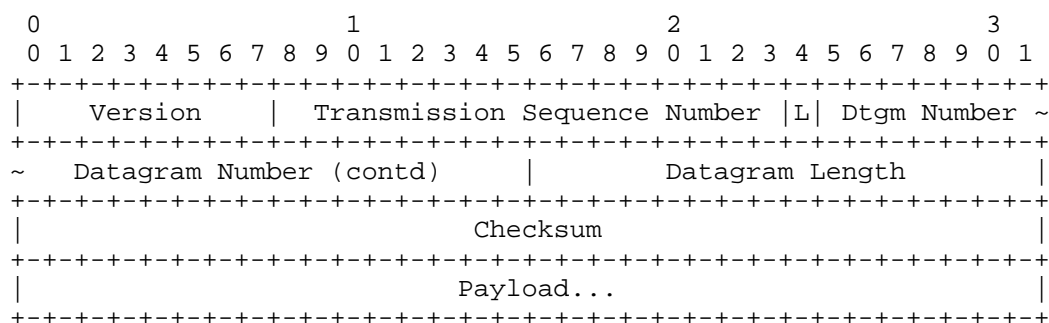 0                   1                   2                   3
 0 1 2 3 4 5 6 7 8 9 0 1 2 3 4 5 6 7 8 9 0 1 2 3 4 5 6 7 8 9 0 1
+-+-+-+-+-+-+-+-+-+-+-+-+-+-+-+-+-+-+-+-+-+-+-+-+-+-+-+-+-+-+-+-+
|    Version    | Transmission Sequence Number  |L| Dtgm Number ~
+-+-+-+-+-+-+-+-+-+-+-+-+-+-+-+-+-+-+-+-+-+-+-+-+-+-+-+-+-+-+-+-+
~   Datagram Number (contd)     |        Datagram Length        |
+-+-+-+-+-+-+-+-+-+-+-+-+-+-+-+-+-+-+-+-+-+-+-+-+-+-+-+-+-+-+-+-+
|                            Checksum                           |
+-+-+-+-+-+-+-+-+-+-+-+-+-+-+-+-+-+-+-+-+-+-+-+-+-+-+-+-+-+-+-+-+
|                           Payload...                          |
+-+-+-+-+-+-+-+-+-+-+-+-+-+-+-+-+-+-+-+-+-+-+-+-+-+-+-+-+-+-+-+-+